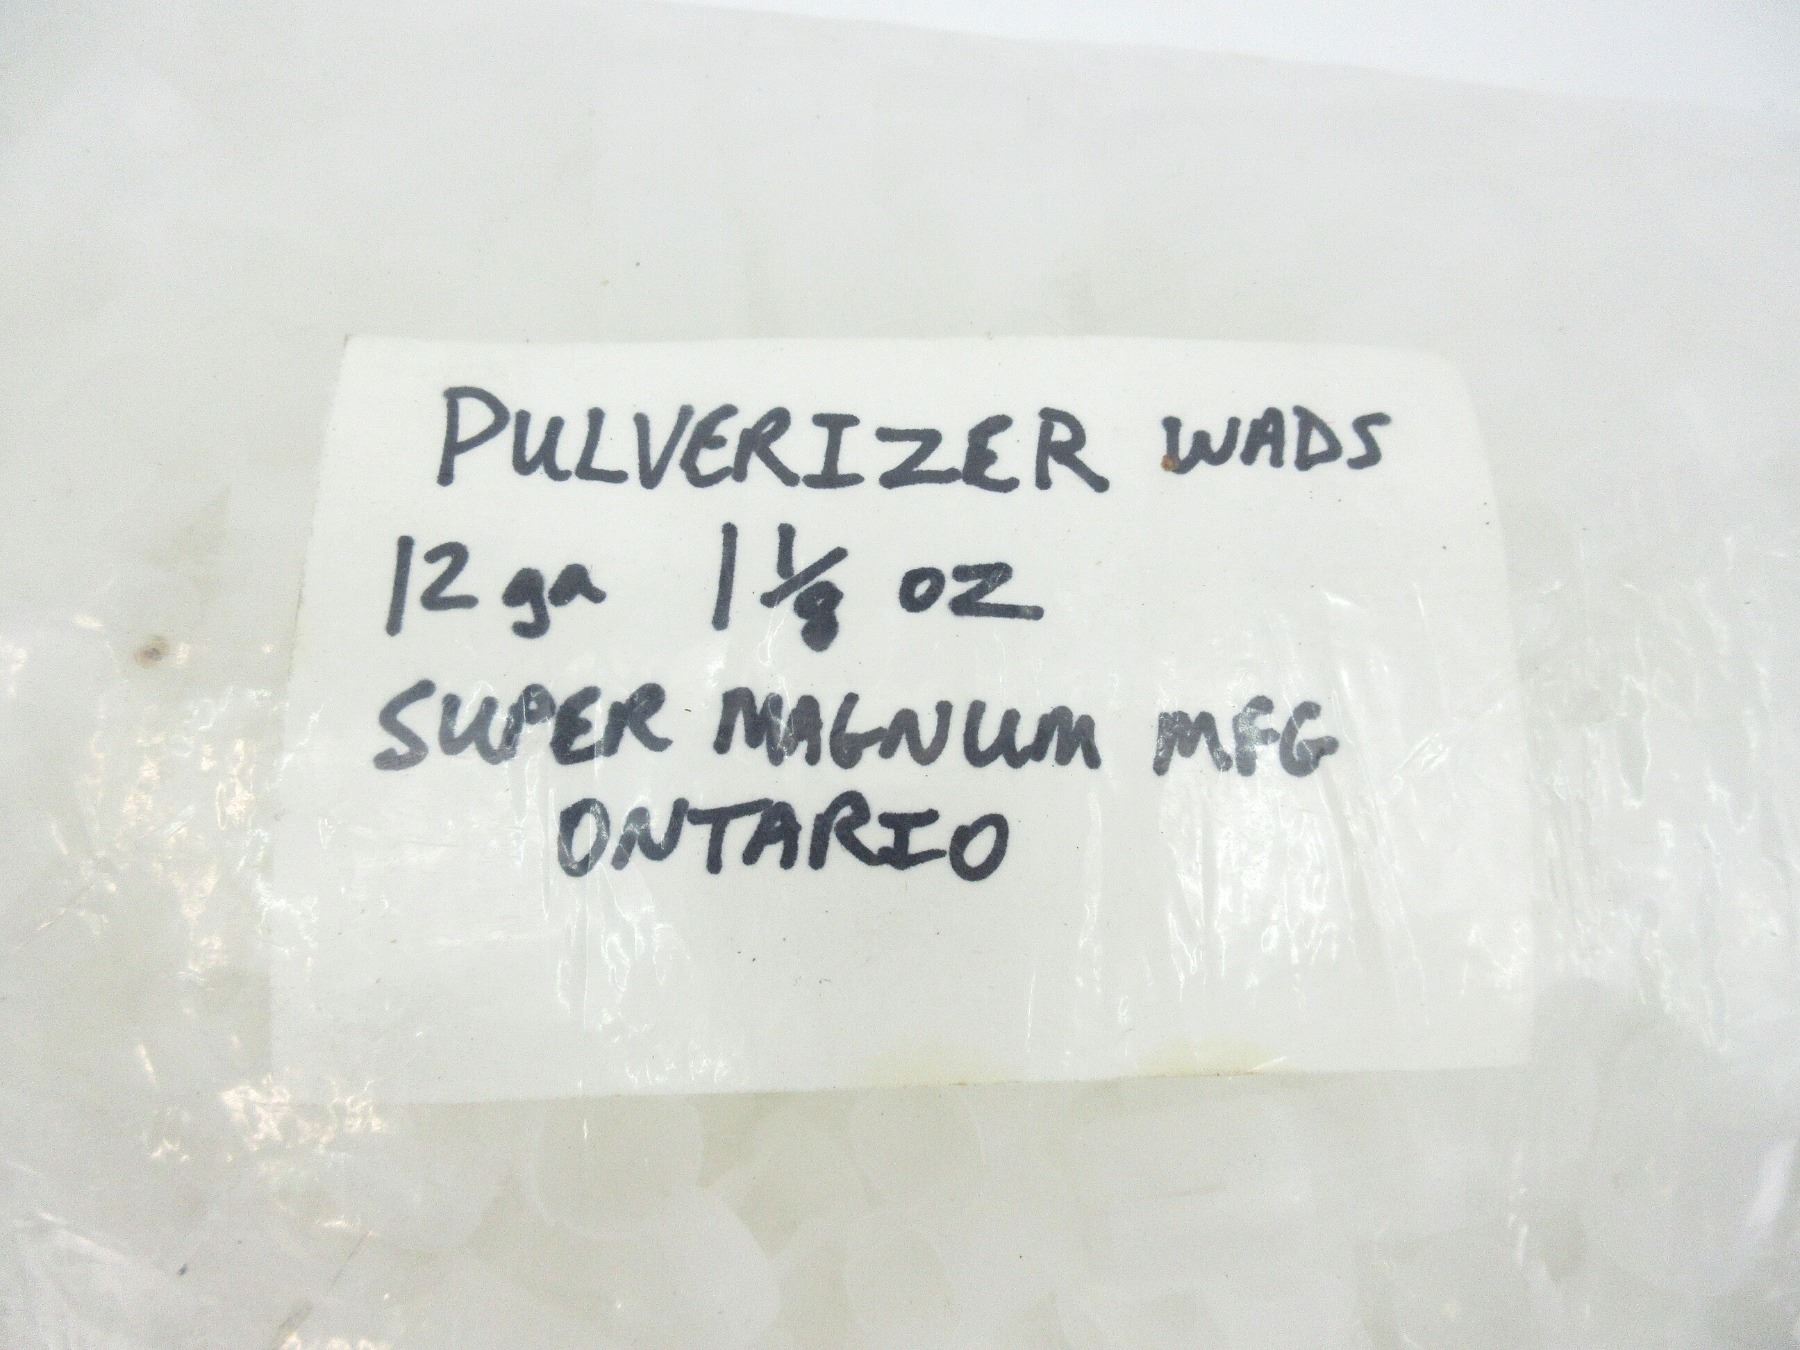 PULVERIZER WADS
12 ga 1 1/8 oz
SUPER MAGNUM MFG
ONTARIO